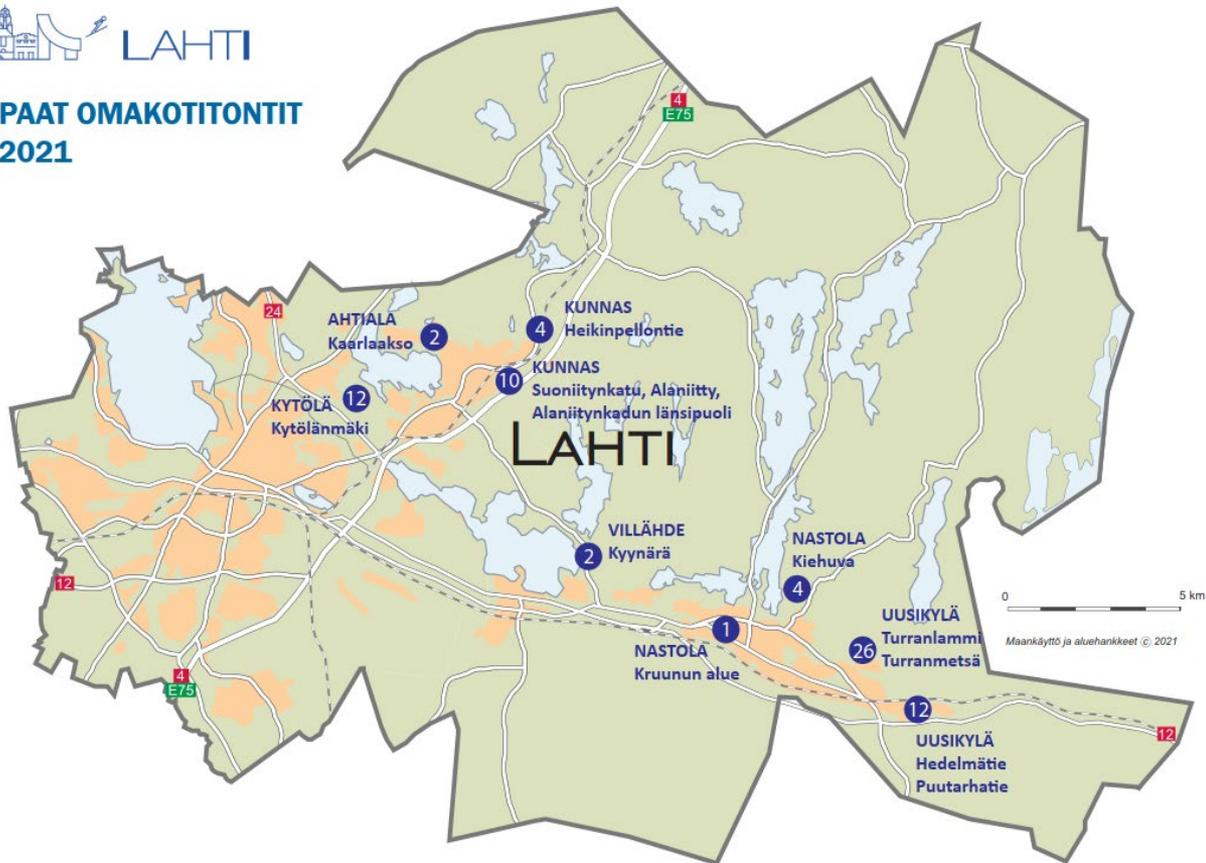 LAHTI
PAAT OMAKOTITONTIT
2021
4
E75
24
AHTIALA
Kaarlaakso
2
4
KUNNAS
Heikinpellontie
10
KUNNAS
Suoniitynkatu, Alaniitty,
Alaniitynkadun länsipuoli
KYTÖLÄ
Kytölänmäki
12
LAHTI
VILLÄHDE
Kyynärä
2
NASTOLA
Kiehuva
4
12
0
5 km
Maankäyttö ja aluehankkeet © 2021
UUSIKYLÄ
Turranlammi
Turranmetsä
26
1
NASTOLA
Kruunun alue
4
E75
12
UUSIKYLÄ
Hedelmätie
Puutarhatie
12